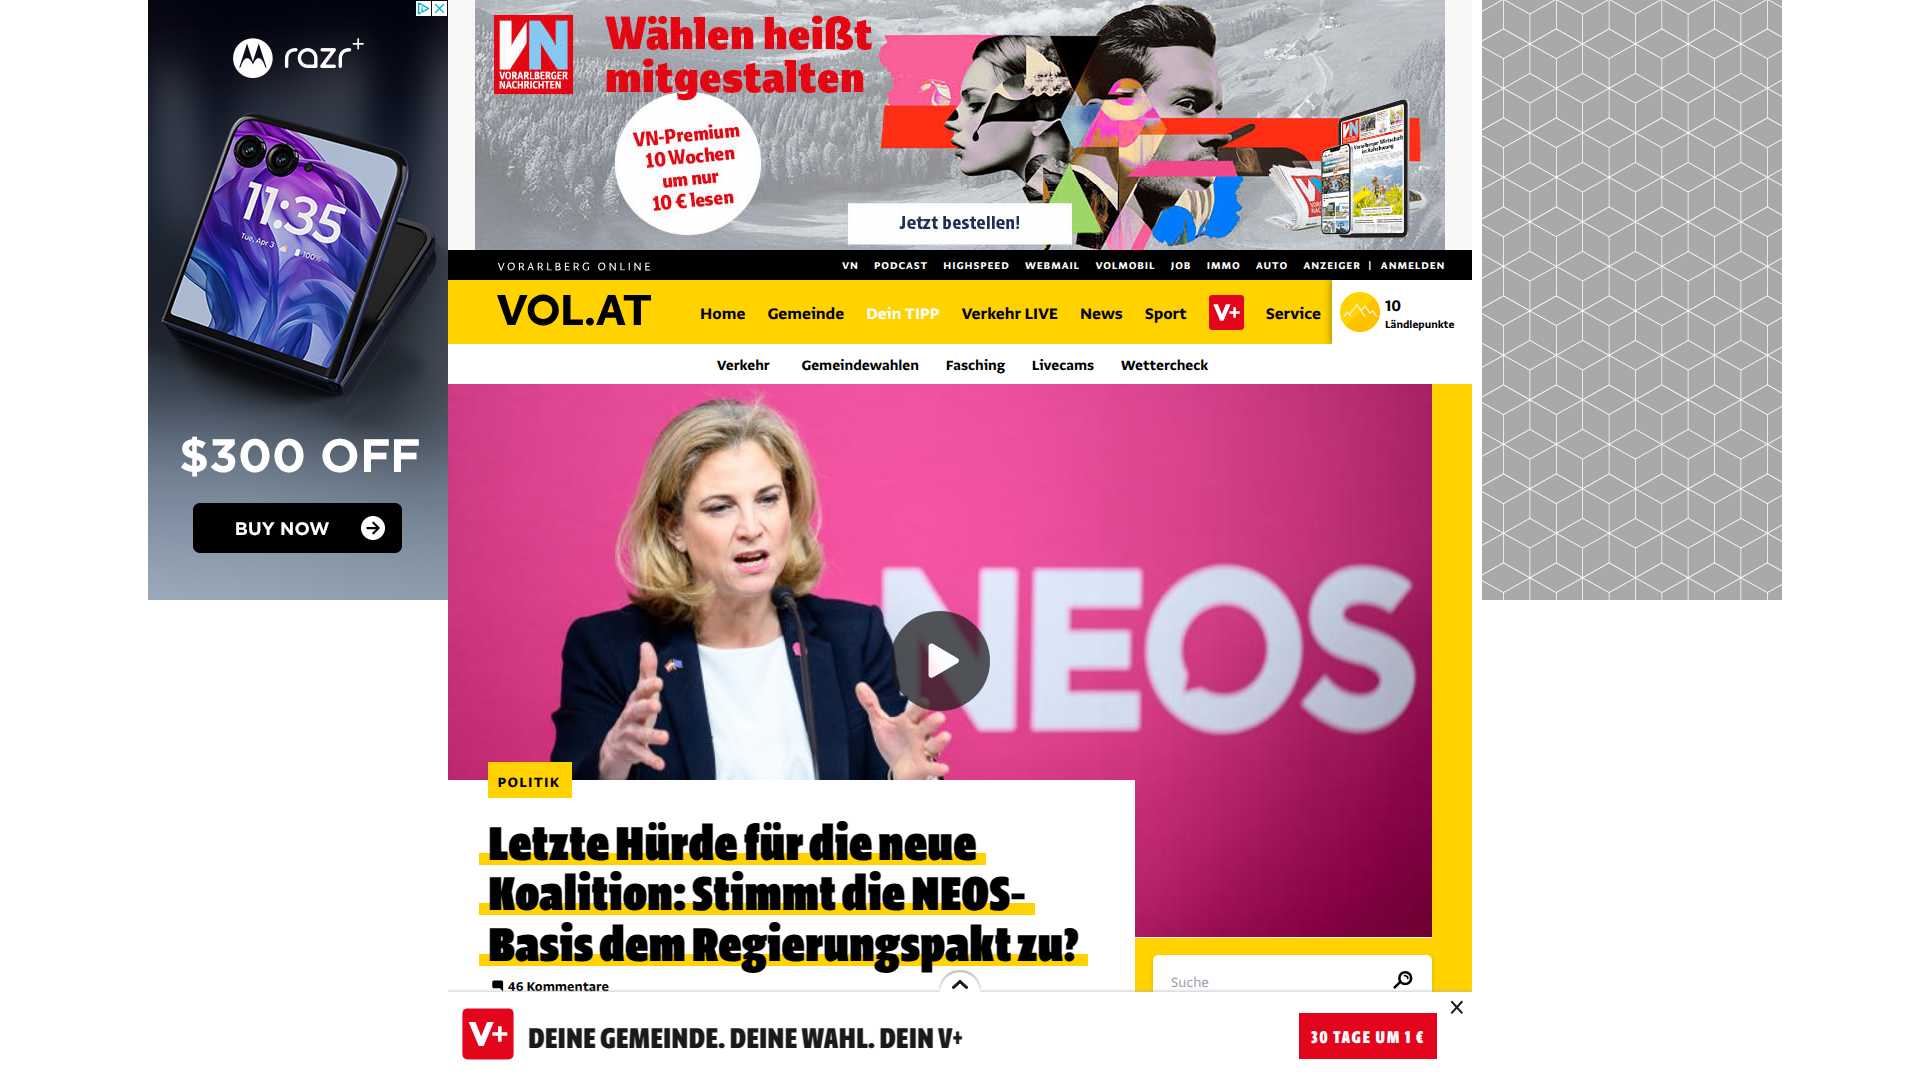 razr+
11:35
Tue, Apr 3
100%
$300 OFF
BUY NOW
VN
VORARLBERGER
NACHRICHTEN
Wählen heißt
mitgestalten
VN-Premium
10 Wochen
um nur
10 € lesen
Jetzt bestellen!
VORARLBERG ONLINE
VN PODCAST HIGHSPEED WEBMAIL VOLMOBIL JOB IMMO AUTO ANZEIGER | ANMELDEN
VOL.AT
Home Gemeinde Dein TIPP Verkehr LIVE News Sport V+ Service
10
Ländlepunkte
Verkehr Gemeindewahlen Fasching Livecams Wettercheck
NEOS
POLITIK
Letzte Hürde für die neue
Koalition: Stimmt die NEOS-
Basis dem Regierungspakt zu?
46 Kommentare
Suche
V+ DEINE GEMEINDE. DEINE WAHL. DEIN V+
30 TAGE UM 1 €